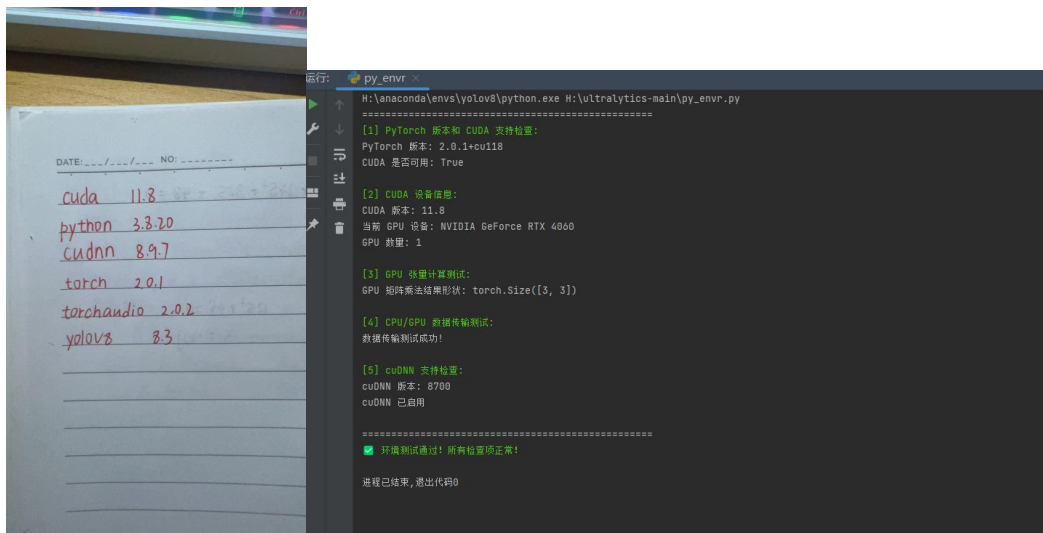 DATE:___/___/___ NO: ________
cuda 11.8
python 3.8.20
cudnn 8.9.7
torch 2.0.1
torchaudio 2.0.2
yolov8 8.3
运行: py_envr ×
H:\anaconda\envs\yolov8\python.exe H:\ultralytics-main\py_envr.py
==================================================
[1] PyTorch 版本和 CUDA 支持检查:
PyTorch 版本: 2.0.1+cu118
CUDA 是否可用: True
[2] CUDA 设备信息:
CUDA 版本: 11.8
当前 GPU 设备: NVIDIA GeForce RTX 4060
GPU 数量: 1
[3] GPU 张量计算测试:
GPU 矩阵乘法结果形状: torch.Size([3, 3])
[4] CPU/GPU 数据传输测试:
数据传输测试成功!
[5] cuDNN 支持检查:
cuDNN 版本: 8700
cuDNN 已启用
==================================================
✅ 环境测试通过! 所有检查项正常!
进程已结束,退出代码0